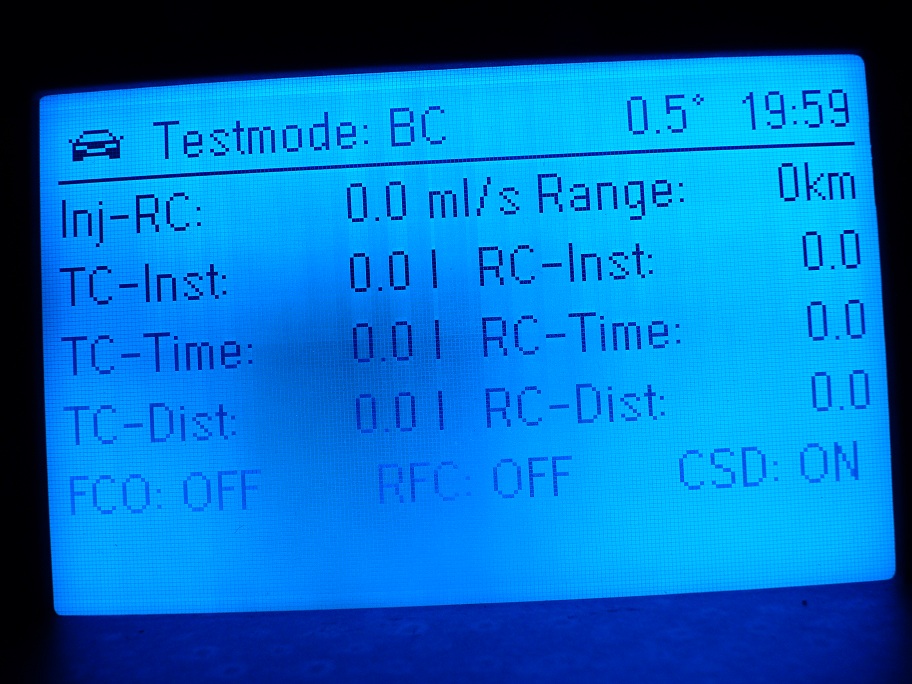 Testmode: BC 0.5° 19:59
Inj-RC: 0.0 ml/s Range: 0km
TC-Inst: 0.0 l RC-Inst: 0.0
TC-Time: 0.0 l RC-Time: 0.0
TC-Dist: 0.0 l RC-Dist: 0.0
FCO: OFF RFC: OFF CSD: ON